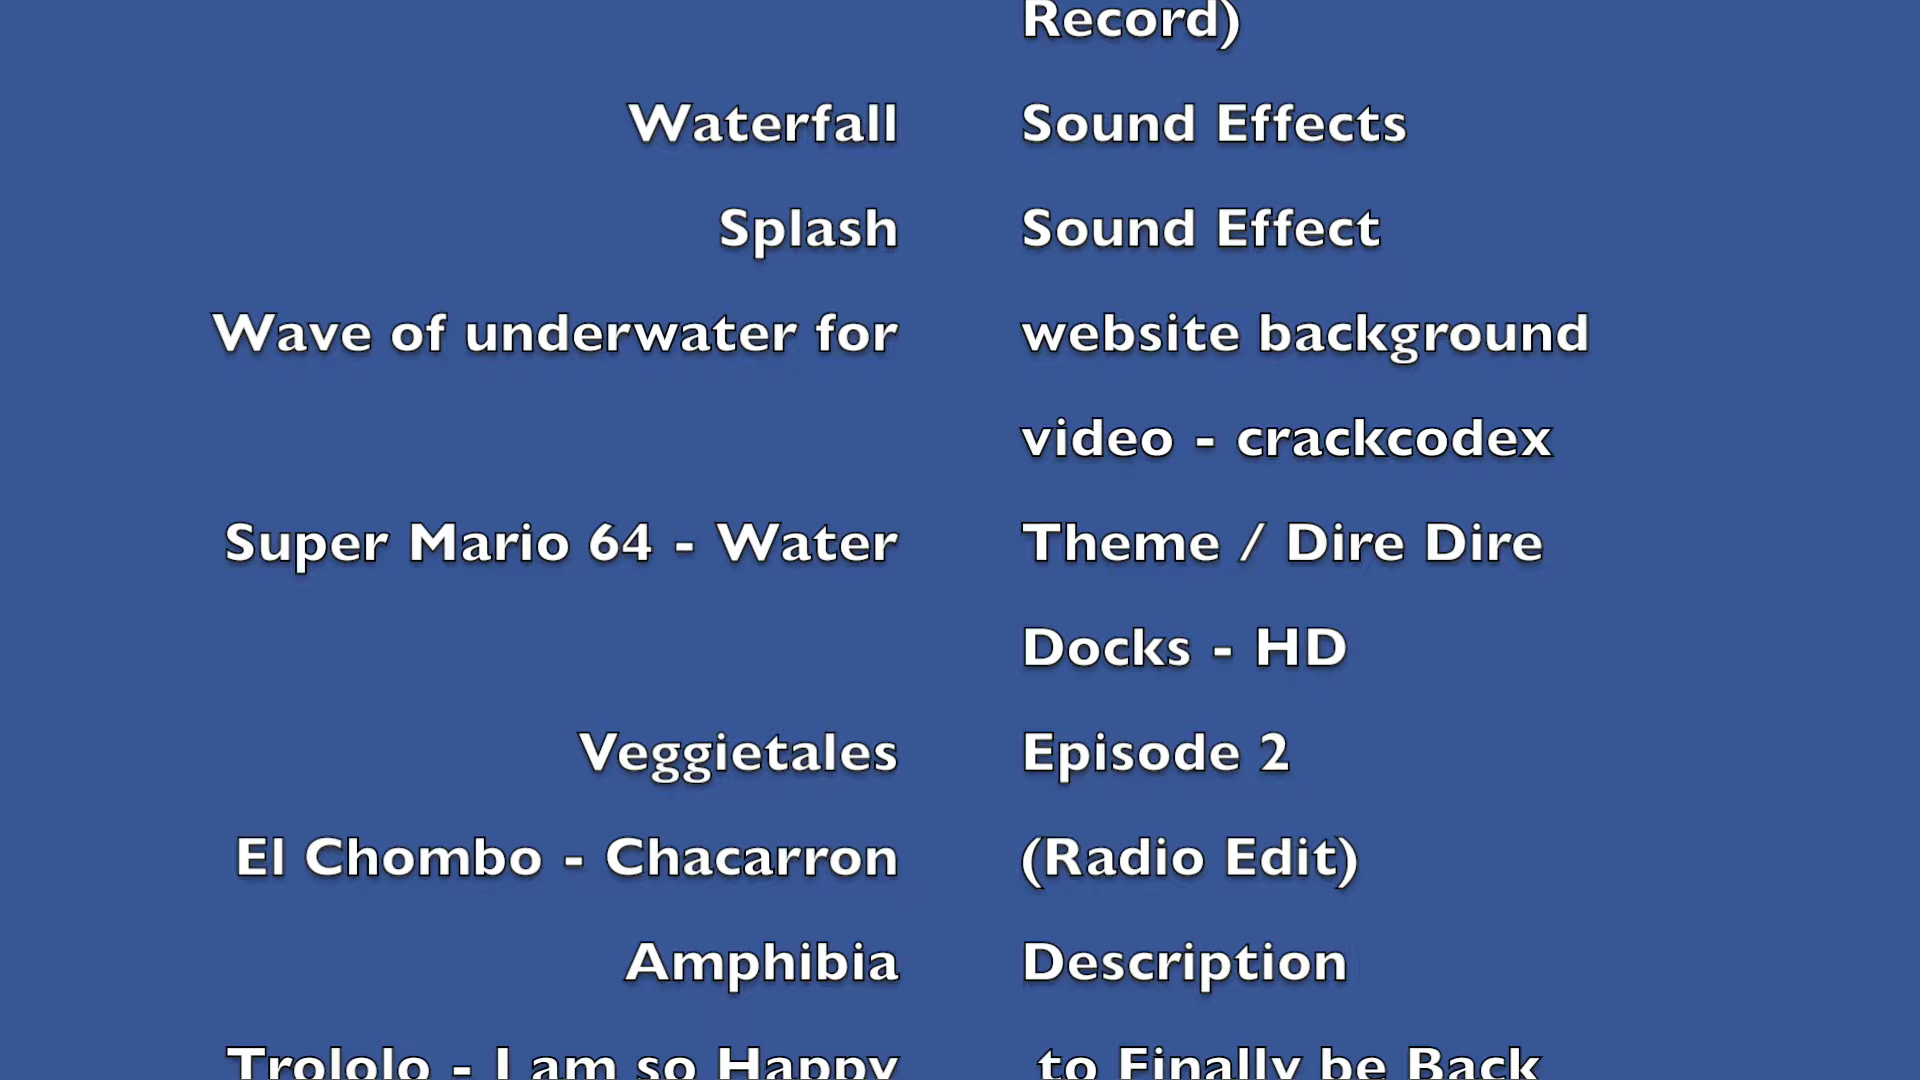 Record)
Waterfall Sound Effects
Splash Sound Effect
Wave of underwater for website background
video - crackcodex
Super Mario 64 - Water Theme / Dire Dire
Docks - HD
Veggietales Episode 2
El Chombo - Chacarron (Radio Edit)
Amphibia Description
Trololo - I am so Happy to Finally be Back